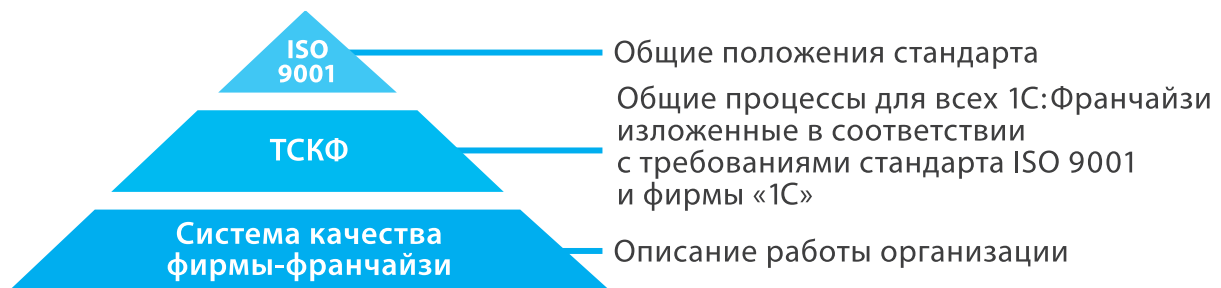 ISO
9001
Общие положения стандарта
ТСКФ
Общие процессы для всех 1С:Франчайзи
изложенные в соответствии
с требованиями стандарта ISO 9001
и фирмы «1С»
Система качества
фирмы-франчайзи
Описание работы организации